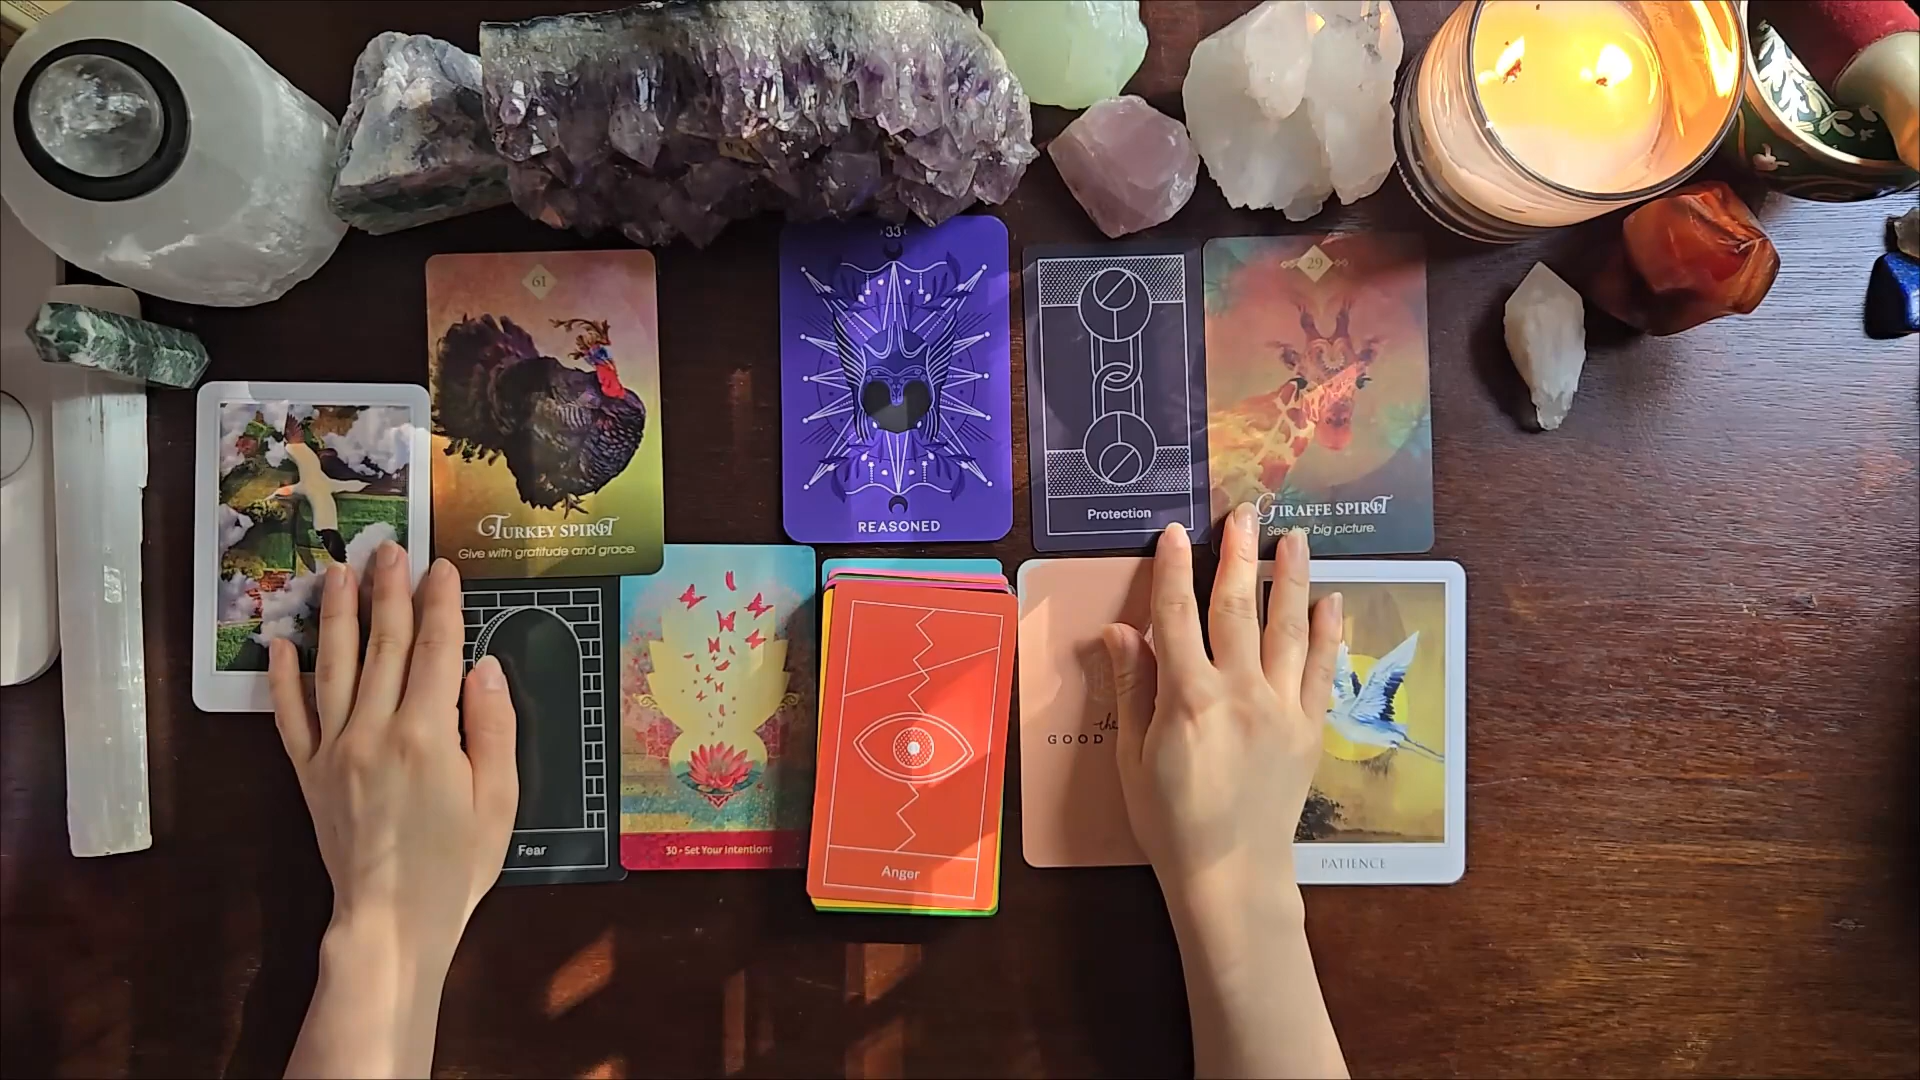 61
TURKEY SPIRIT
Give with gratitude and grace.
33
REASONED
Protection
29
GIRAFFE SPIRIT
See the big picture.
Fear
30 - Set Your Intentions
Anger
the
GOOD
PATIENCE